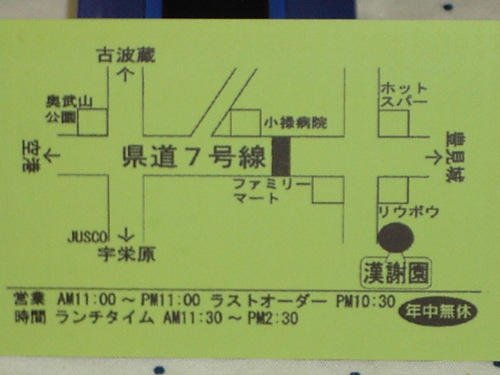 古波蔵
奥武山
公園
小禄病院
ホット
スパー
空港
県道7号線
豊見城
ファミリー
マート
リウボウ
JUSCO
宇栄原
漢謝園
営業 AM11:00～PM11:00 ラストオーダー PM10:30
時間 ランチタイム AM11:30～PM2:30
年中無休